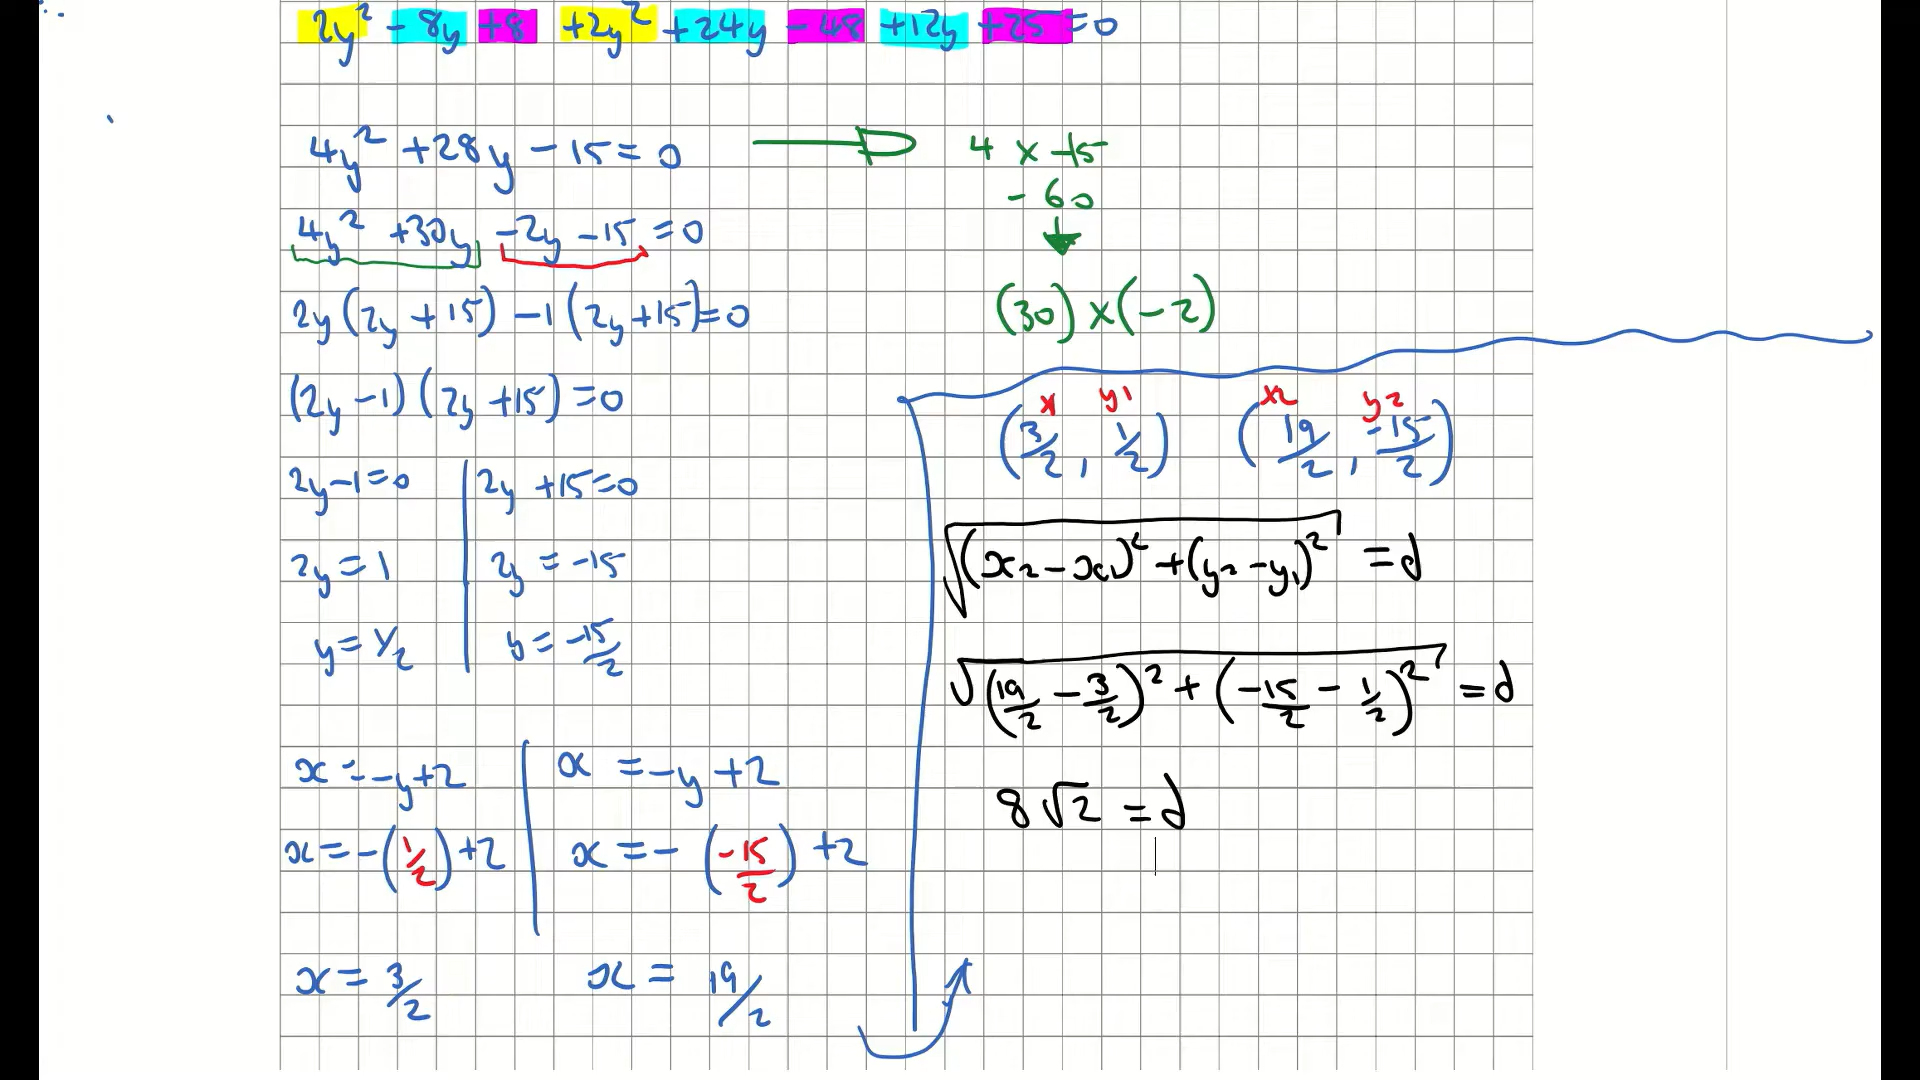 2y² - 8y +8 +2y² +24y - 48 +12y +25 = 0
4y² +28y - 15 = 0
4y² +30y -2y -15 = 0
2y(2y +15) -1(2y+15) = 0
(2y -1)(2y +15) = 0
2y-1=0
2y +15=0
2y = 1
2y = -15
y = 1/2
y = -15/2
x = -y+2
x = -y+2
x = -(1/2)+2
x = -(-15/2) +2
x = 3/2
x = 19/2
4 x -15
- 60
(30) x (-2)
x1 y1 x2 y2
(3/2, 1/2) (19/2, -15/2)
√(x2 - x1)² + (y2 - y1)² = d
√(19/2 - 3/2)² + (-15/2 - 1/2)² = d
8√2 = d